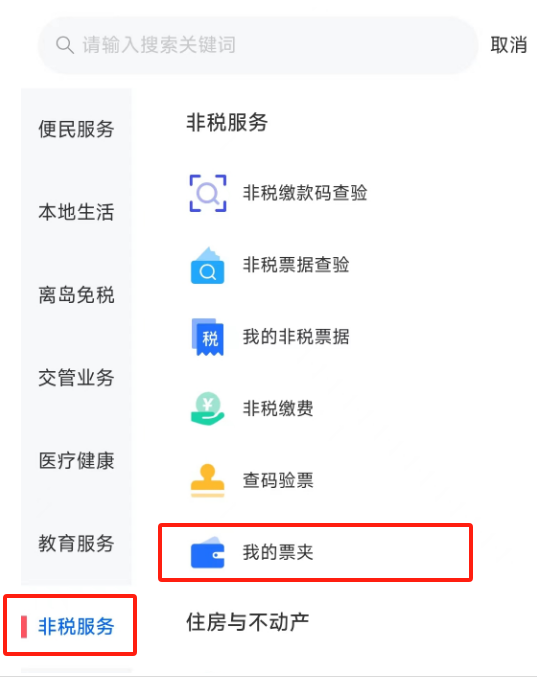 请输入搜索关键词
取消
便民服务
本地生活
离岛免税
交管业务
医疗健康
教育服务
非税服务
非税服务
非税缴款码查验
非税票据查验
税
我的非税票据
¥
非税缴费
查码验票
我的票夹
住房与不动产